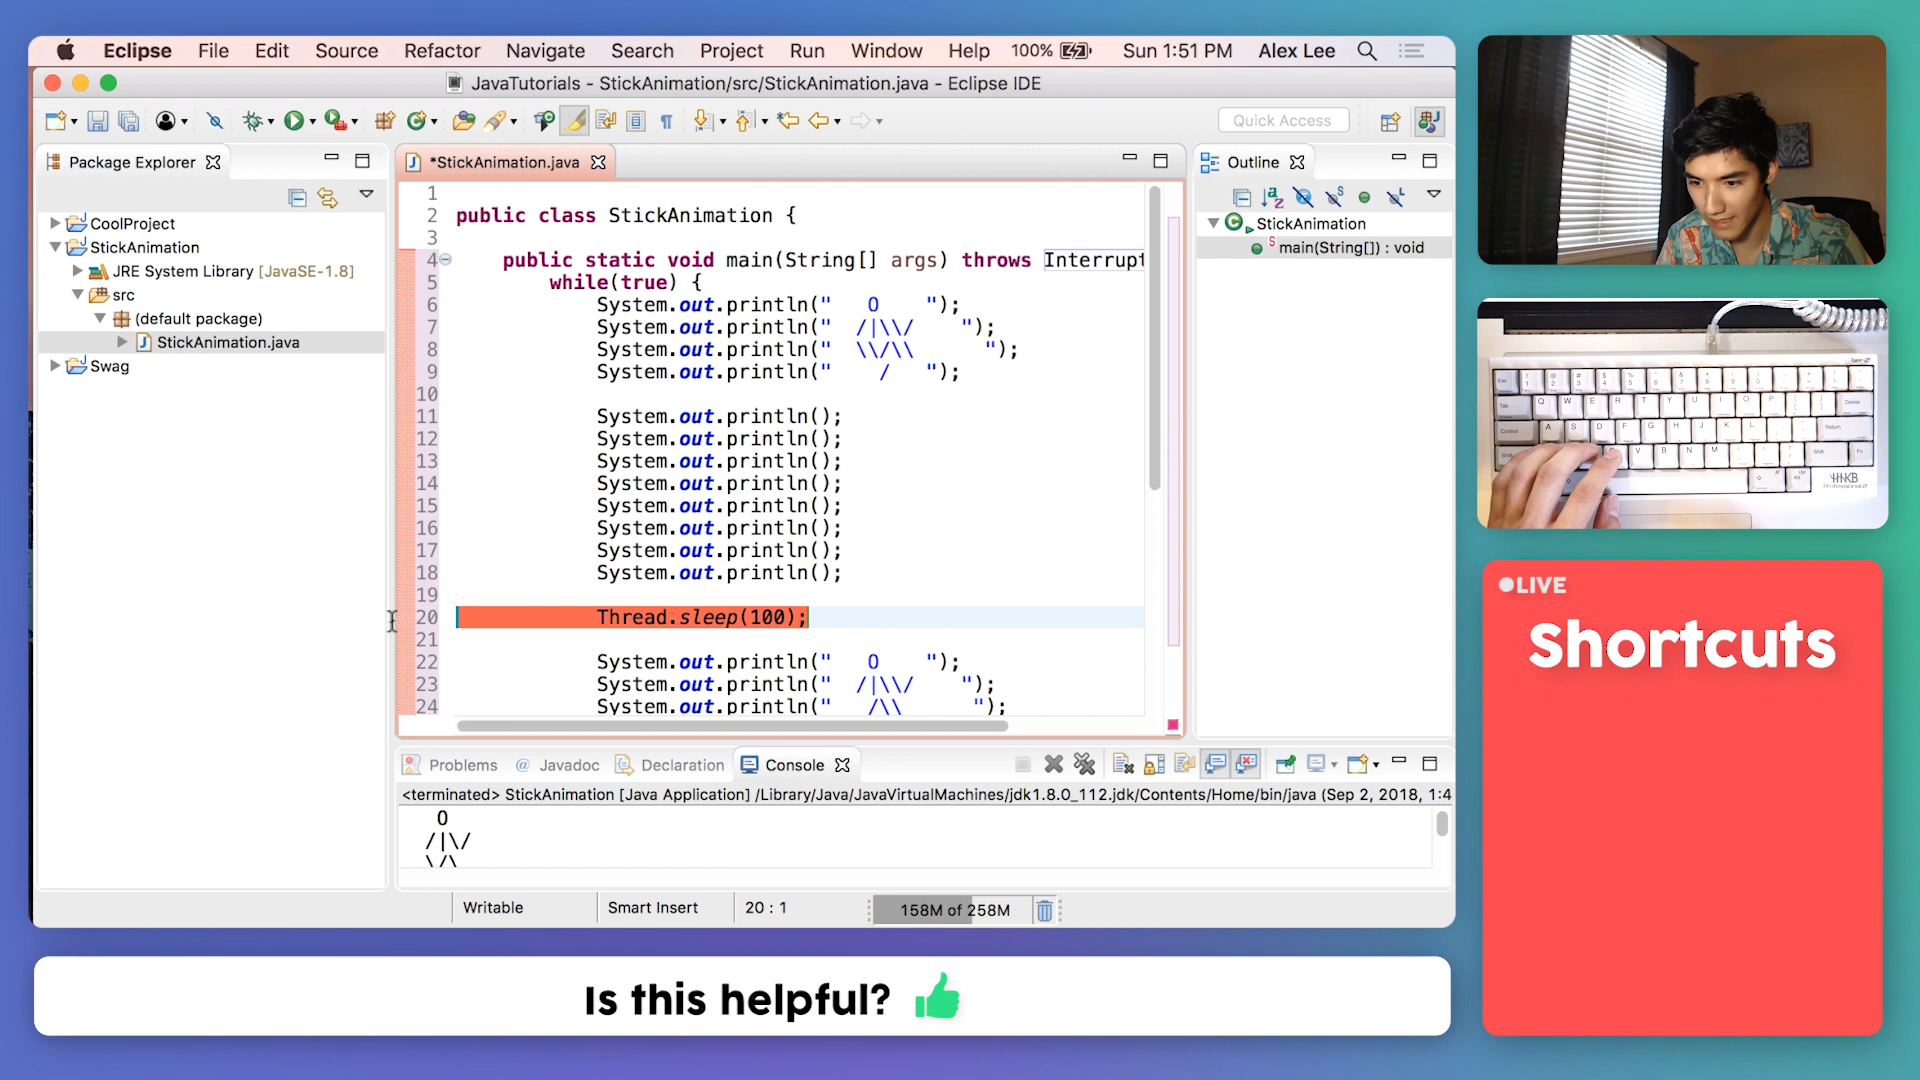 Eclipse File Edit Source Refactor Navigate Search Project Run Window Help 100% Sun 1:51 PM Alex Lee
JavaTutorials - StickAnimation/src/StickAnimation.java - Eclipse IDE
Quick Access
Package Explorer
CoolProject
StickAnimation
JRE System Library [JavaSE-1.8]
src
(default package)
StickAnimation.java
Swag
*StickAnimation.java
1
2 public class StickAnimation {
3
4 public static void main(String[] args) throws Interrupt
5 while(true) {
6 System.out.println("   O    ");
7 System.out.println("  /|\\/    ");
8 System.out.println("  \\/\\      ");
9 System.out.println("    /   ");
10
11 System.out.println();
12 System.out.println();
13 System.out.println();
14 System.out.println();
15 System.out.println();
16 System.out.println();
17 System.out.println();
18 System.out.println();
19
20 Thread.sleep(100);
21
22 System.out.println("   O    ");
23 System.out.println("  /|\\/    ");
24 System.out.println("   /\\      ");
Outline
StickAnimation
main(String[]) : void
Problems @ Javadoc Declaration Console
<terminated> StickAnimation [Java Application] /Library/Java/JavaVirtualMachines/jdk1.8.0_112.jdk/Contents/Home/bin/java (Sep 2, 2018, 1:4
O
/|\/
\/\
Writable Smart Insert 20 : 1 158M of 258M
Is this helpful?
LIVE
Shortcuts
HHKB
Professional